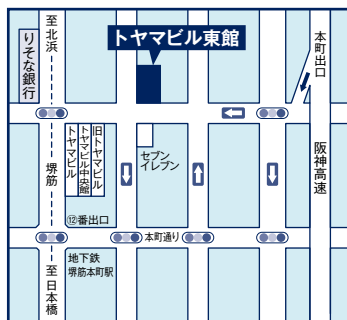 至北浜
りそな銀行
トヤマビル東館
本町出口
堺筋
トヤマビル
トヤマビル中央館
旧トヤマビル
セブン
イレブン
阪神高速
⑫番出口
本町通り
地下鉄
堺筋本町駅
至日本橋